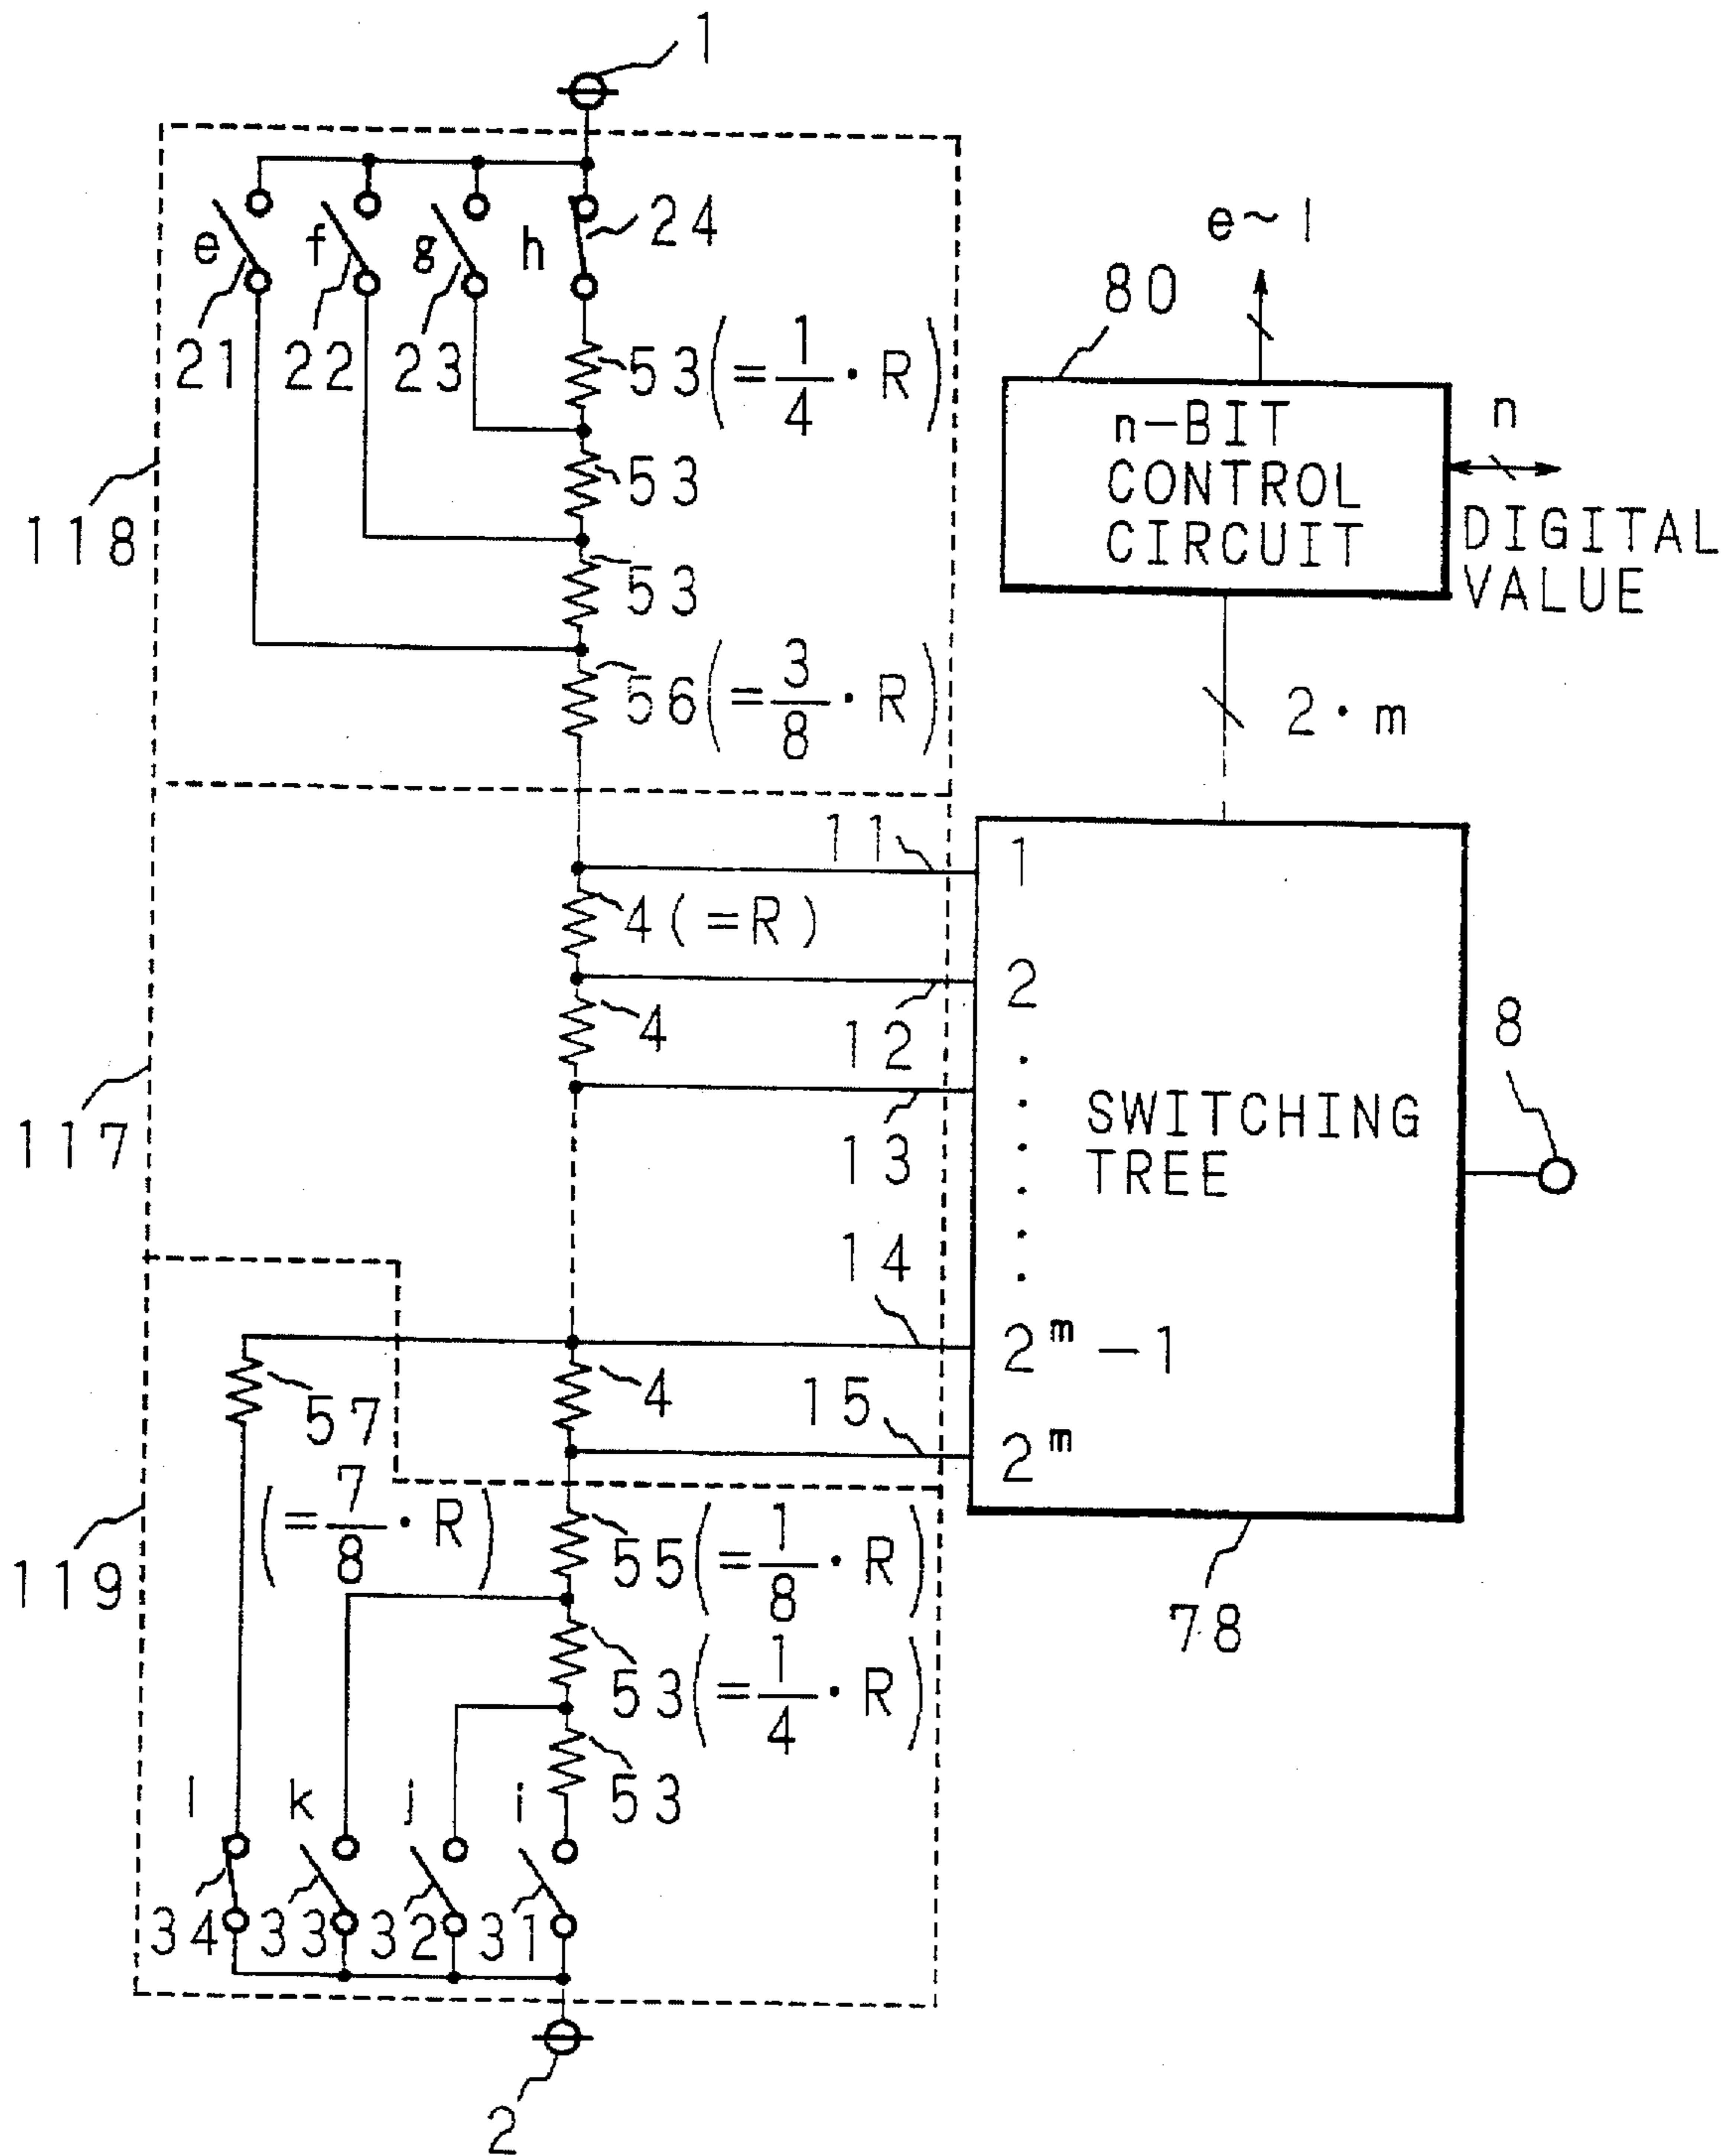 1
e f g h 24
21 22 23
53(=1/4・R)
53
53
56(=3/8・R)
118
e~l
80
n-BIT
CONTROL
CIRCUIT
n
DIGITAL
VALUE
2・m
11
1
4(=R)
2
12
4
13
117
SWITCHING
TREE
8
14
2^m-1
4
57
(=7/8・R)
15
2^m
55(=1/8・R)
119
78
53(=1/4・R)
53
l k j i
34 33 32 31
2